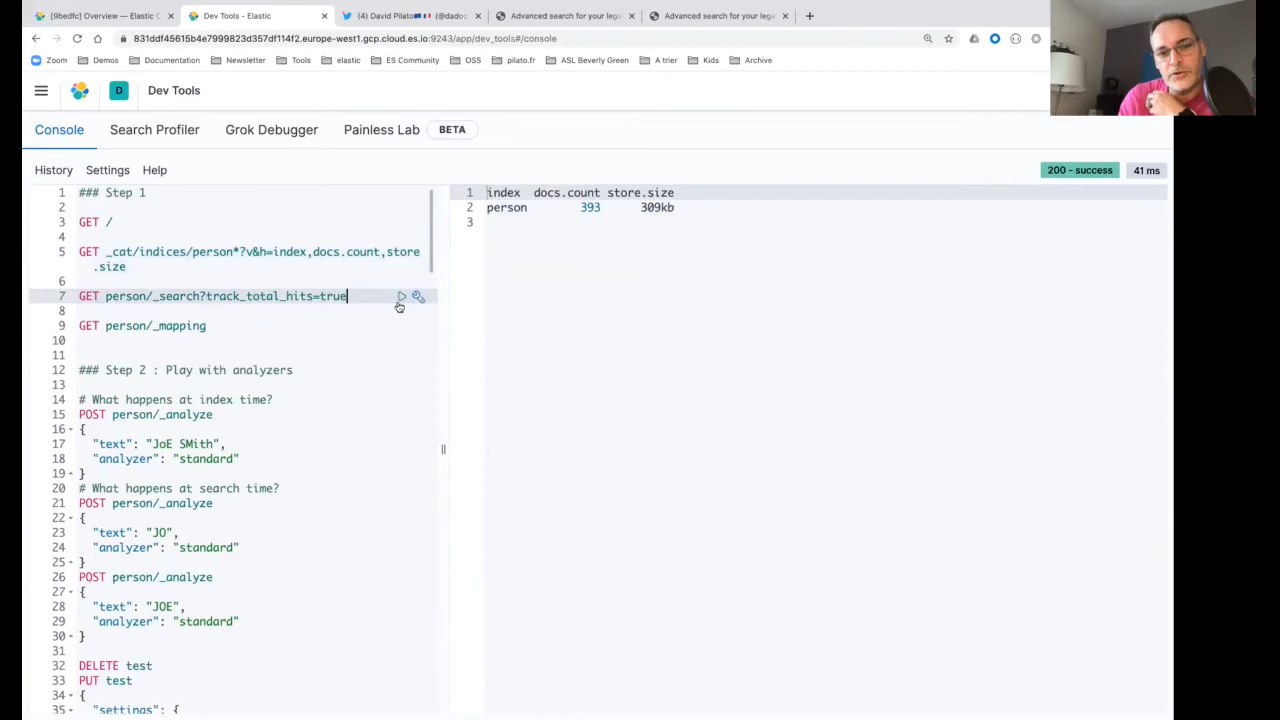 [9bedfc] Overview — Elastic C
Dev Tools - Elastic
(4) David Pilato (@dadoo
Advanced search for your lega
Advanced search for your lega
831ddf45615b4e7999823d357df114f2.europe-west1.gcp.cloud.es.io:9243/app/dev_tools#/console
Zoom Demos Documentation Newsletter Tools elastic ES Community OSS pilato.fr ASL Beverly Green A trier Kids Archive
D Dev Tools
Console Search Profiler Grok Debugger Painless Lab BETA
History Settings Help
200 - success 41 ms
1 ### Step 1
2
3 GET /
4
5 GET _cat/indices/person*?v&h=index,docs.count,store
.size
6
7 GET person/_search?track_total_hits=true
8
9 GET person/_mapping
10
11
12 ### Step 2 : Play with analyzers
13
14 # What happens at index time?
15 POST person/_analyze
16 {
17 "text": "JoE SMith",
18 "analyzer": "standard"
19 }
20 # What happens at search time?
21 POST person/_analyze
22 {
23 "text": "JO",
24 "analyzer": "standard"
25 }
26 POST person/_analyze
27 {
28 "text": "JOE",
29 "analyzer": "standard"
30 }
31
32 DELETE test
33 PUT test
34 {
35 "settings": {
1 index docs.count store.size
2 person 393 309kb
3